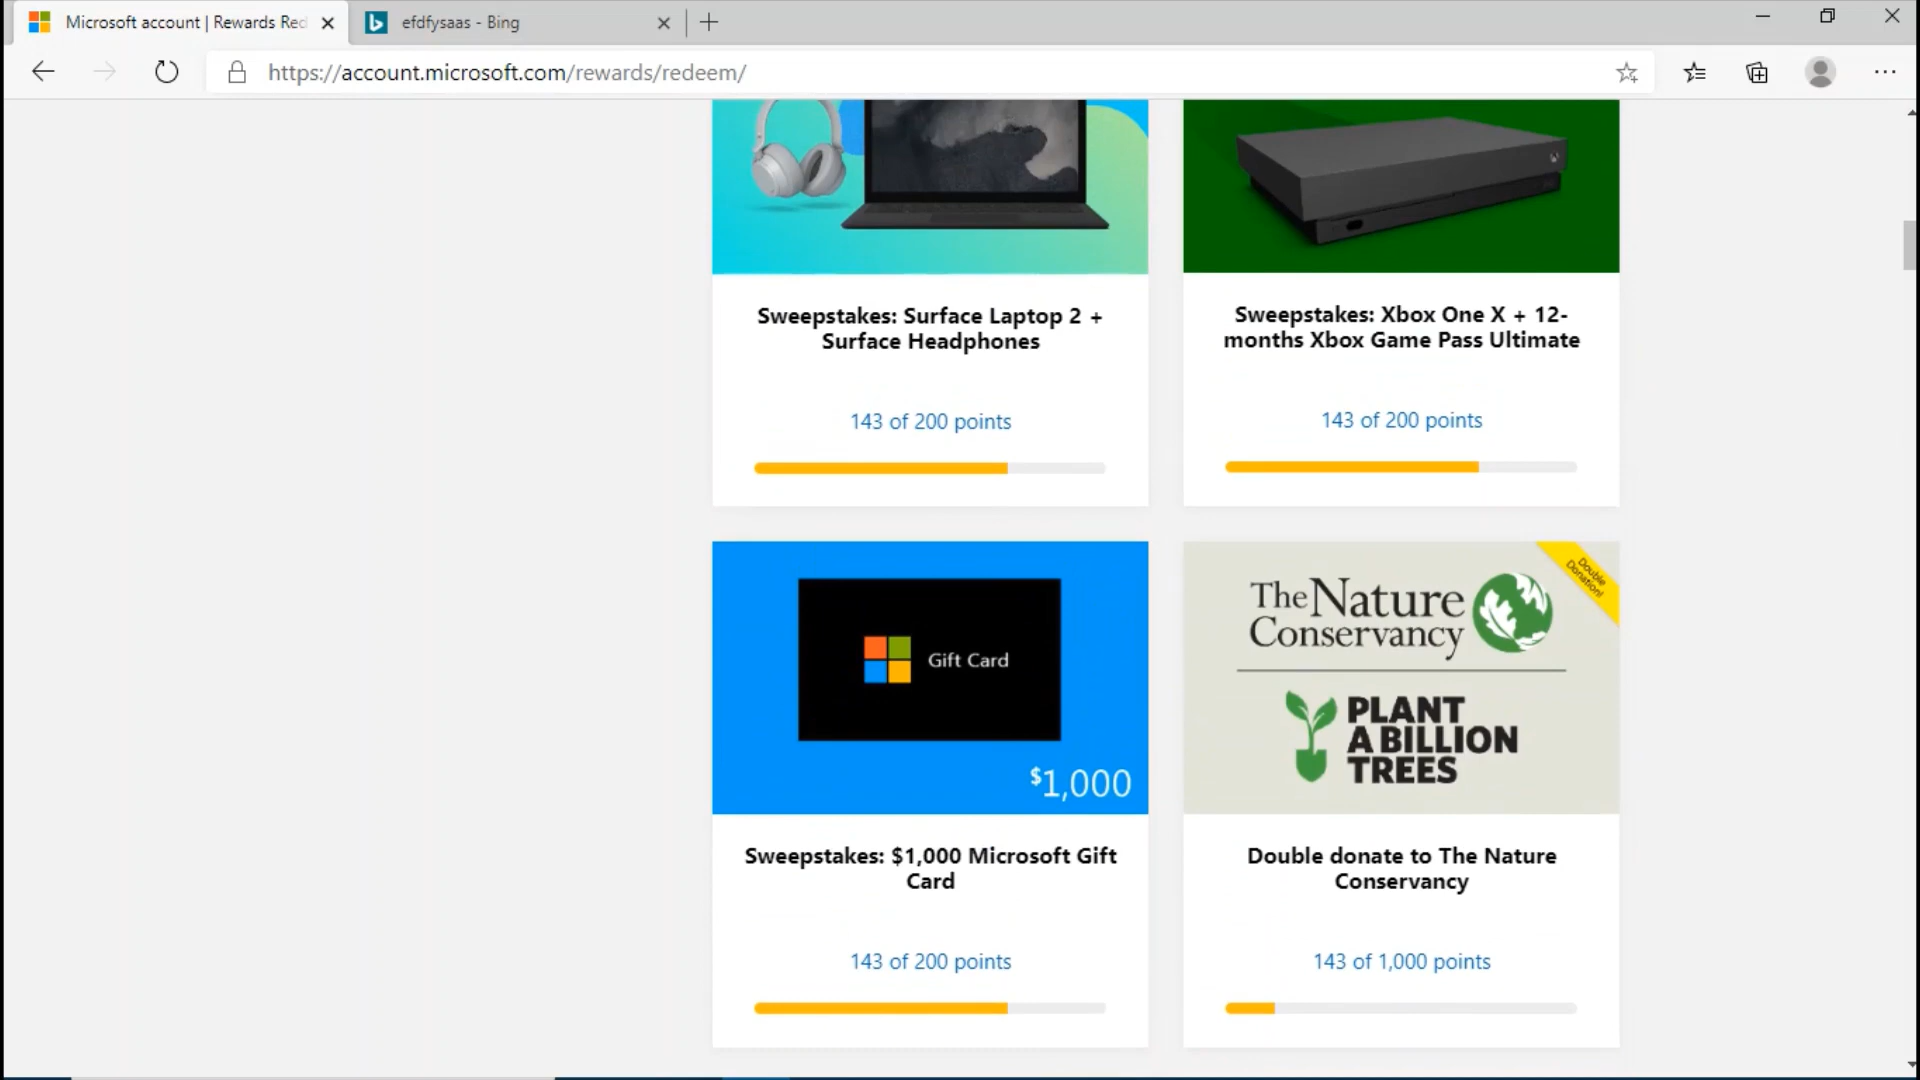 Microsoft account | Rewards Red
efdfysaas - Bing
https://account.microsoft.com/rewards/redeem/
Sweepstakes: Surface Laptop 2 +
Surface Headphones
143 of 200 points
Sweepstakes: Xbox One X + 12-
months Xbox Game Pass Ultimate
143 of 200 points
Gift Card
$1,000
Sweepstakes: $1,000 Microsoft Gift
Card
143 of 200 points
Double
Donation!
The Nature
Conservancy
PLANT
A BILLION
TREES
Double donate to The Nature
Conservancy
143 of 1,000 points